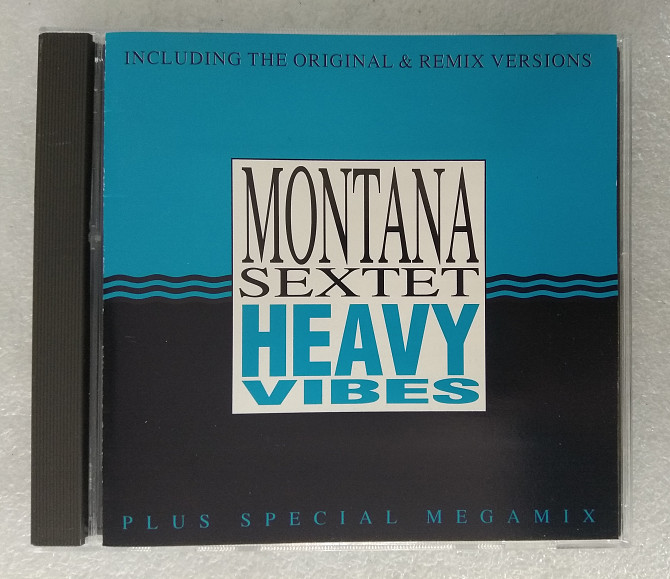 INCLUDING THE ORIGINAL & REMIX VERSIONS
MONTANA
SEXTET
HEAVY
VIBES
PLUS SPECIAL MEGAMIX